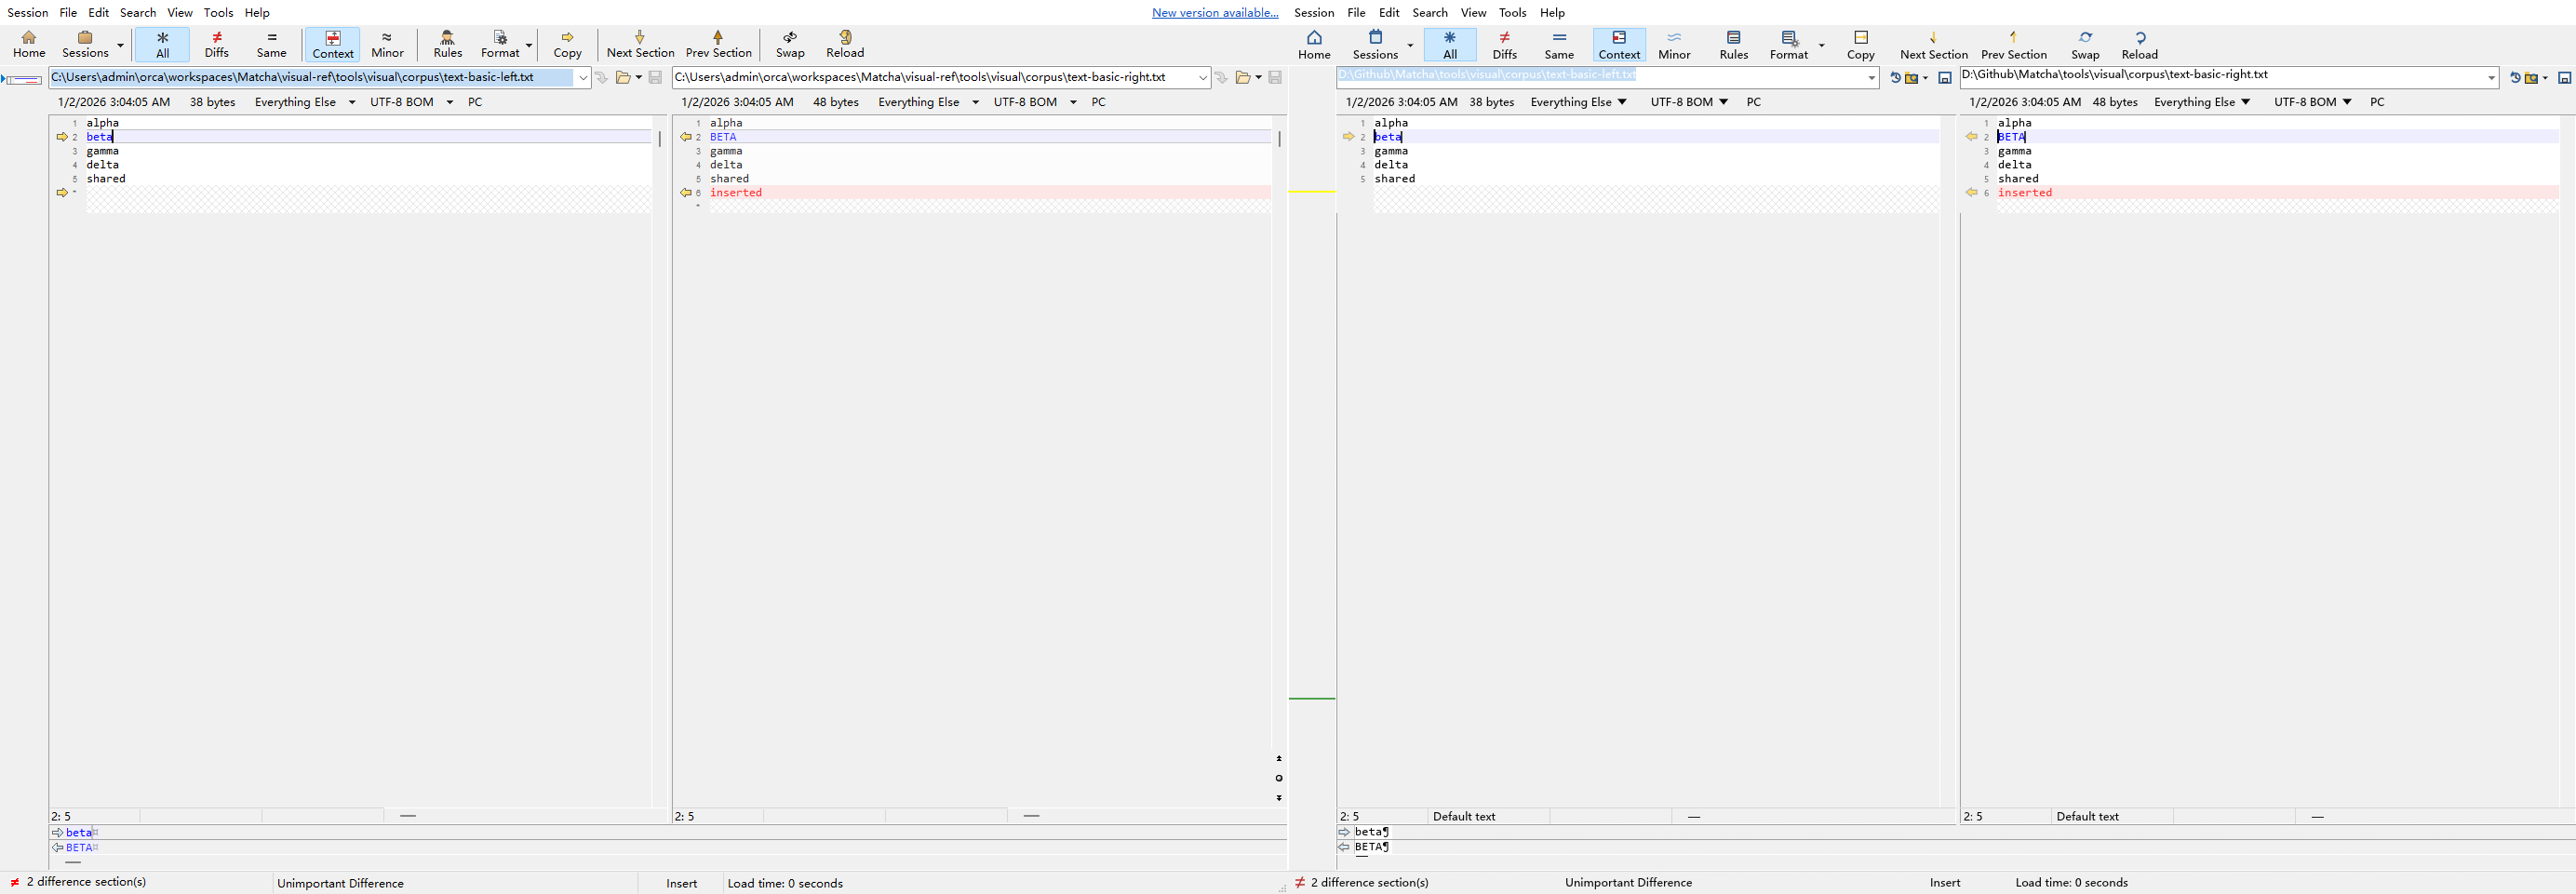 Session File Edit Search View Tools Help New version available...
Home Sessions All Diffs Same Context Minor Rules Format Copy Next Section Prev Section Swap Reload
C:\Users\admin\orca\workspaces\Matcha\visual-ref\tools\visual\corpus\text-basic-left.txt
C:\Users\admin\orca\workspaces\Matcha\visual-ref\tools\visual\corpus\text-basic-right.txt
1/2/2026 3:04:05 AM 38 bytes Everything Else UTF-8 BOM PC
1/2/2026 3:04:05 AM 48 bytes Everything Else UTF-8 BOM PC
1 alpha
2 beta
3 gamma
4 delta
5 shared
1 alpha
2 BETA
3 gamma
4 delta
5 shared
6 inserted
2: 5
2: 5
beta¤
BETA¤
≠ 2 difference section(s) Unimportant Difference Insert Load time: 0 seconds
Session File Edit Search View Tools Help
Home Sessions All Diffs Same Context Minor Rules Format Copy Next Section Prev Section Swap Reload
D:\Github\Matcha\tools\visual\corpus\text-basic-left.txt
D:\Github\Matcha\tools\visual\corpus\text-basic-right.txt
1/2/2026 3:04:05 AM 38 bytes Everything Else UTF-8 BOM PC
1/2/2026 3:04:05 AM 48 bytes Everything Else UTF-8 BOM PC
1 alpha
2 beta
3 gamma
4 delta
5 shared
1 alpha
2 BETA
3 gamma
4 delta
5 shared
6 inserted
2: 5 Default text
2: 5 Default text
beta¶
BETA¶
≠ 2 difference section(s) Unimportant Difference Insert Load time: 0 seconds